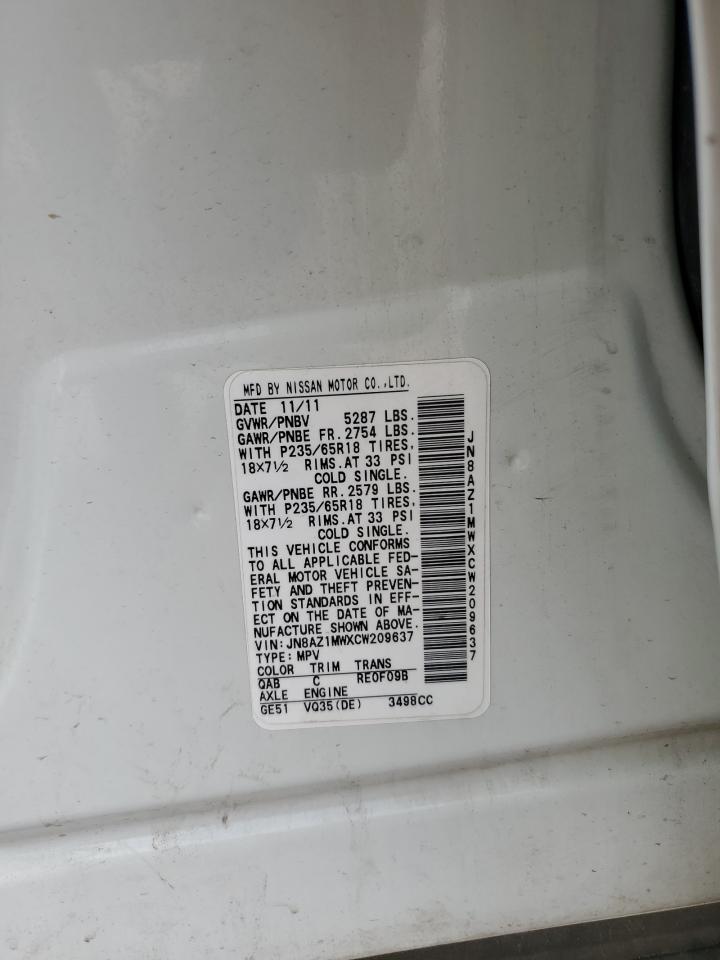 MFD BY NISSAN MOTOR CO.,LTD.
DATE 11/11
GVWR/PNBV 5287 LBS.
GAWR/PNBE FR. 2754 LBS.
WITH P235/65R18 TIRES,
18X7½ RIMS. AT 33 PSI
COLD SINGLE.
GAWR/PNBE RR. 2579 LBS.
WITH P235/65R18 TIRES,
18X7½ RIMS. AT 33 PSI
COLD SINGLE.
THIS VEHICLE CONFORMS
TO ALL APPLICABLE FED-
ERAL MOTOR VEHICLE SA-
FETY AND THEFT PREVEN-
TION STANDARDS IN EFF-
ECT ON THE DATE OF MA-
NUFACTURE SHOWN ABOVE.
VIN: JN8AZ1MWXCW209637
TYPE: MPV
COLOR TRIM TRANS
QAB C RE0F09B
AXLE ENGINE
GE51 VQ35(DE) 3498CC
JN8AZ1MWXCW209637